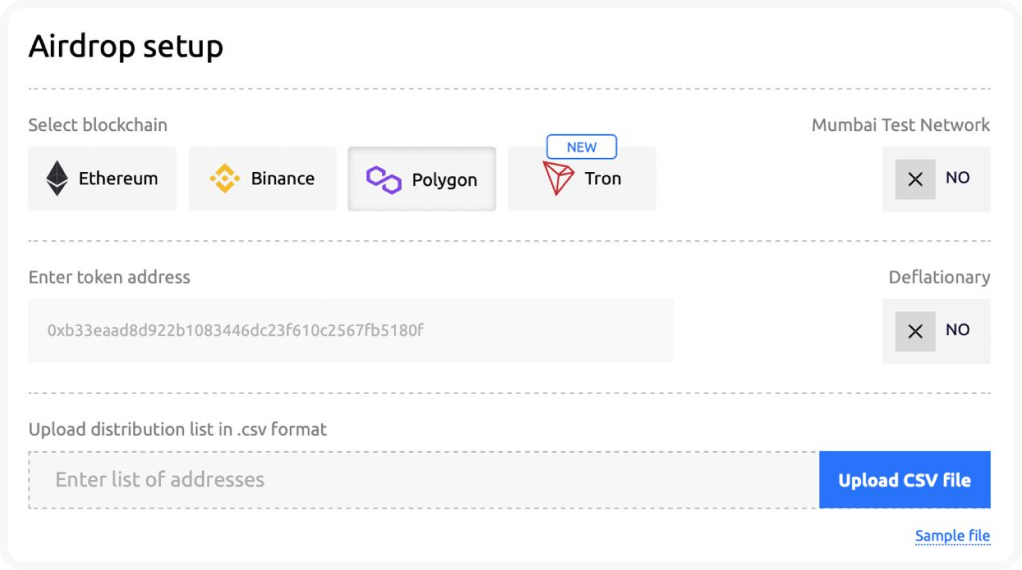 Airdrop setup
Select blockchain
Mumbai Test Network
Ethereum
Binance
Polygon
NEW
Tron
NO
Enter token address
Deflationary
0xb33eaad8d922b1083446dc23f610c2567fb5180f
NO
Upload distribution list in .csv format
Enter list of addresses
Upload CSV file
Sample file